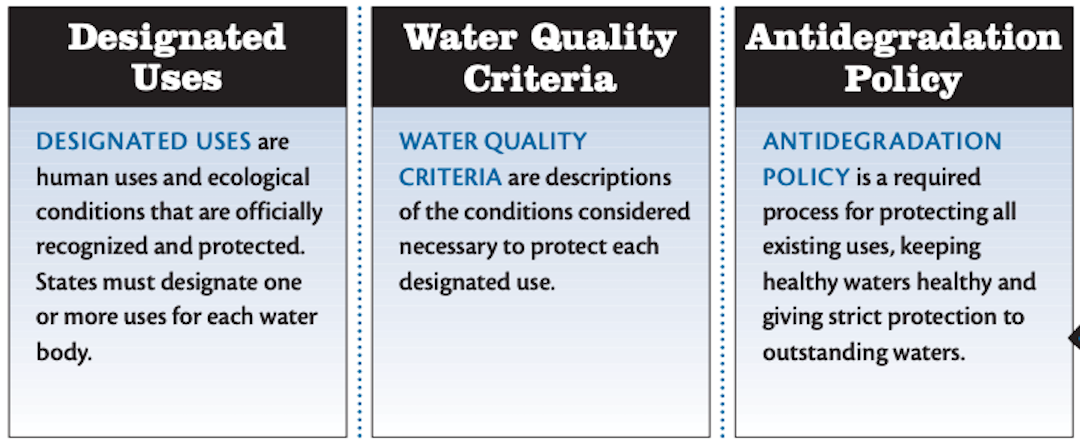 Designated
Uses
DESIGNATED USES are
human uses and ecological
conditions that are officially
recognized and protected.
States must designate one
or more uses for each water
body.
Water Quality
Criteria
WATER QUALITY
CRITERIA are descriptions
of the conditions considered
necessary to protect each
designated use.
Antidegradation
Policy
ANTIDEGRADATION
POLICY is a required
process for protecting all
existing uses, keeping
healthy waters healthy and
giving strict protection to
outstanding waters.